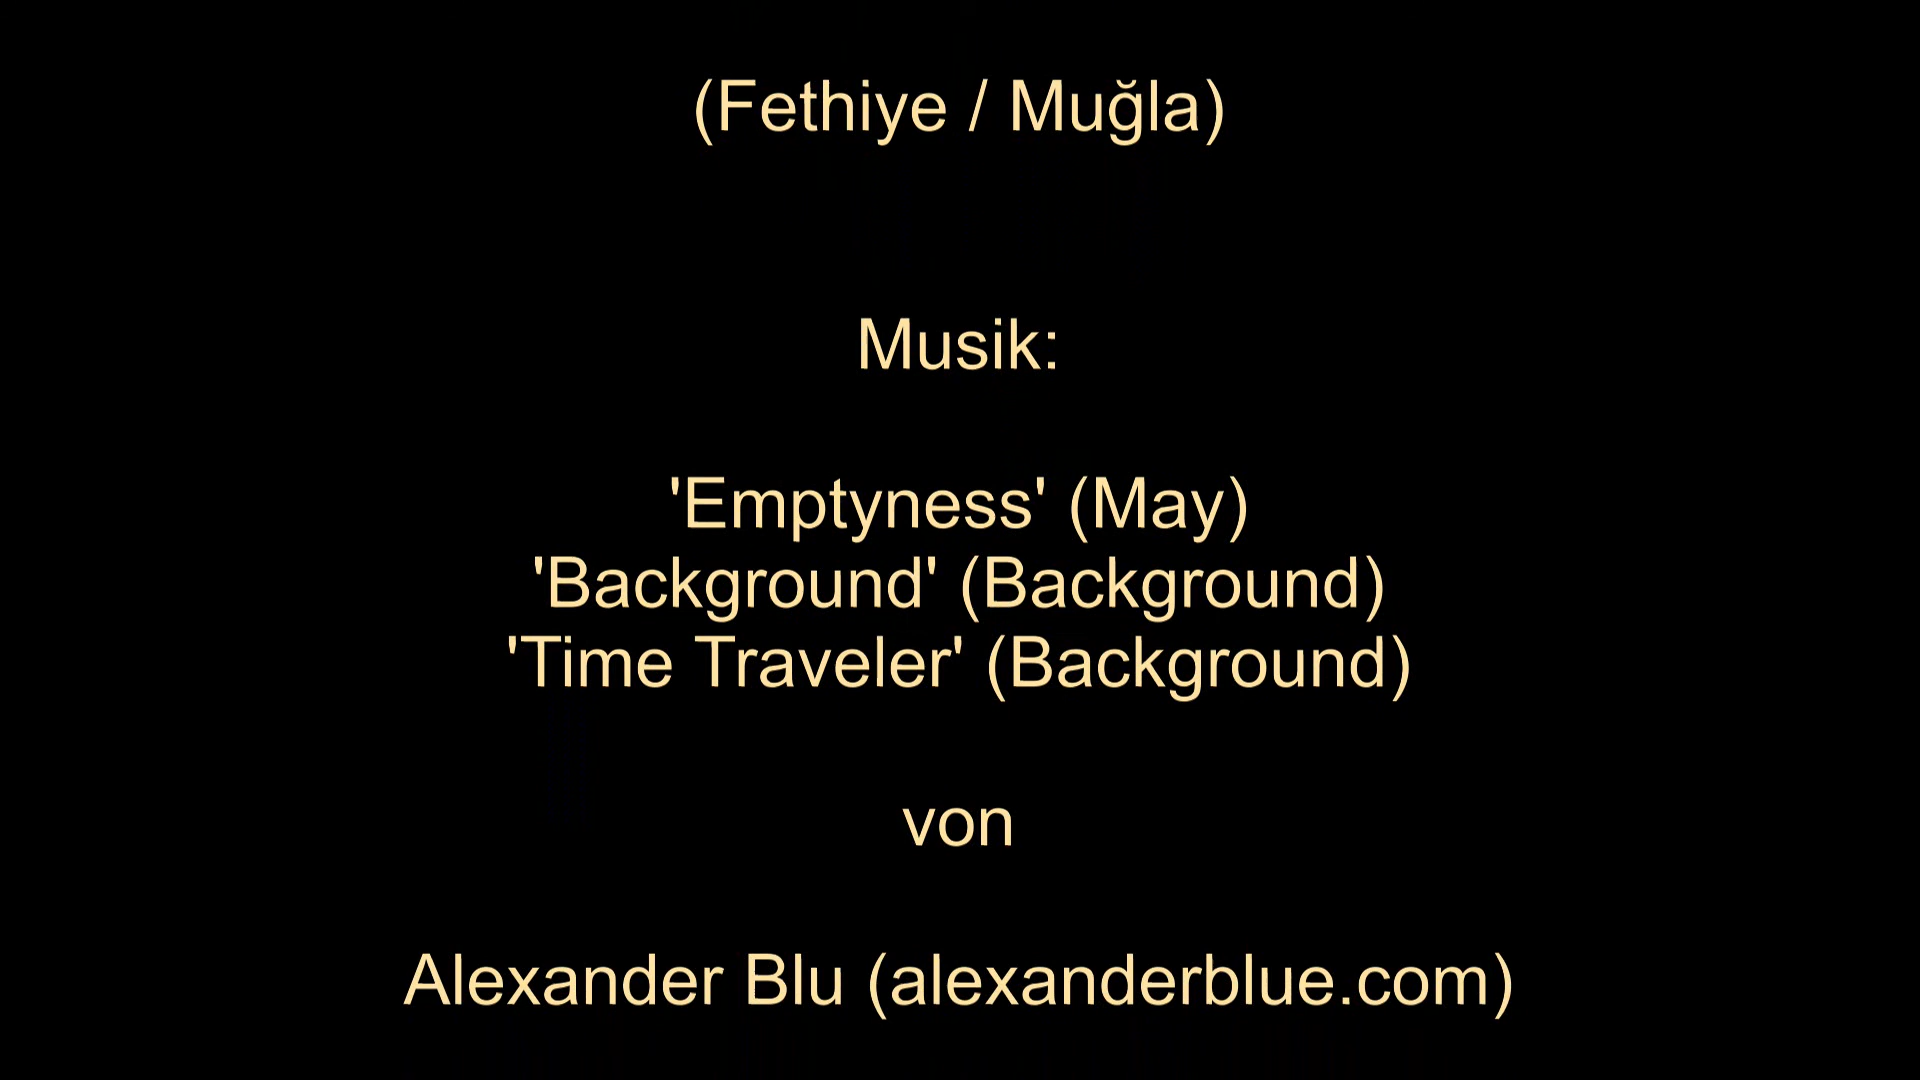 (Fethiye / Muğla)
Musik:
'Emptyness' (May)
'Background' (Background)
'Time Traveler' (Background)
von
Alexander Blu (alexanderblue.com)